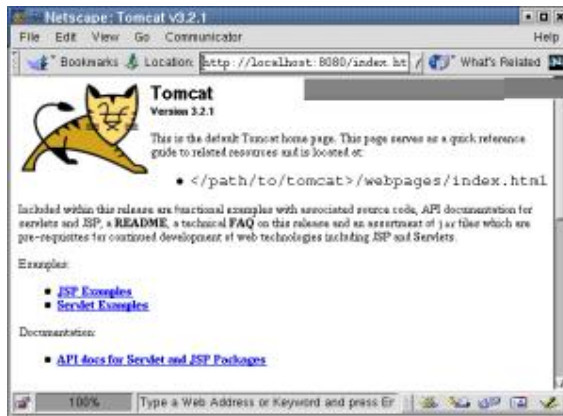 Netscape: Tomcat v3.2.1
File Edit View Go Communicator Help
Bookmarks Location: http://localhost:8080/index.ht What's Related
Tomcat
Version 3.2.1
This is the default Tomcat home page. This page serves as a quick reference
guide to related resources and is located at:
</path/to/tomcat>/webpages/index.html
Included within this release are functional examples with associated source code, API documentation for
servlets and JSP, a README, a technical FAQ on this release and an assortment of jar files which are
pre-requisites for continued development of web technologies including JSP and Servlets.
Examples:
JSP Examples
Servlet Examples
Documentation:
API docs for Servlet and JSP Packages
100% Type a Web Address or Keyword and press Er